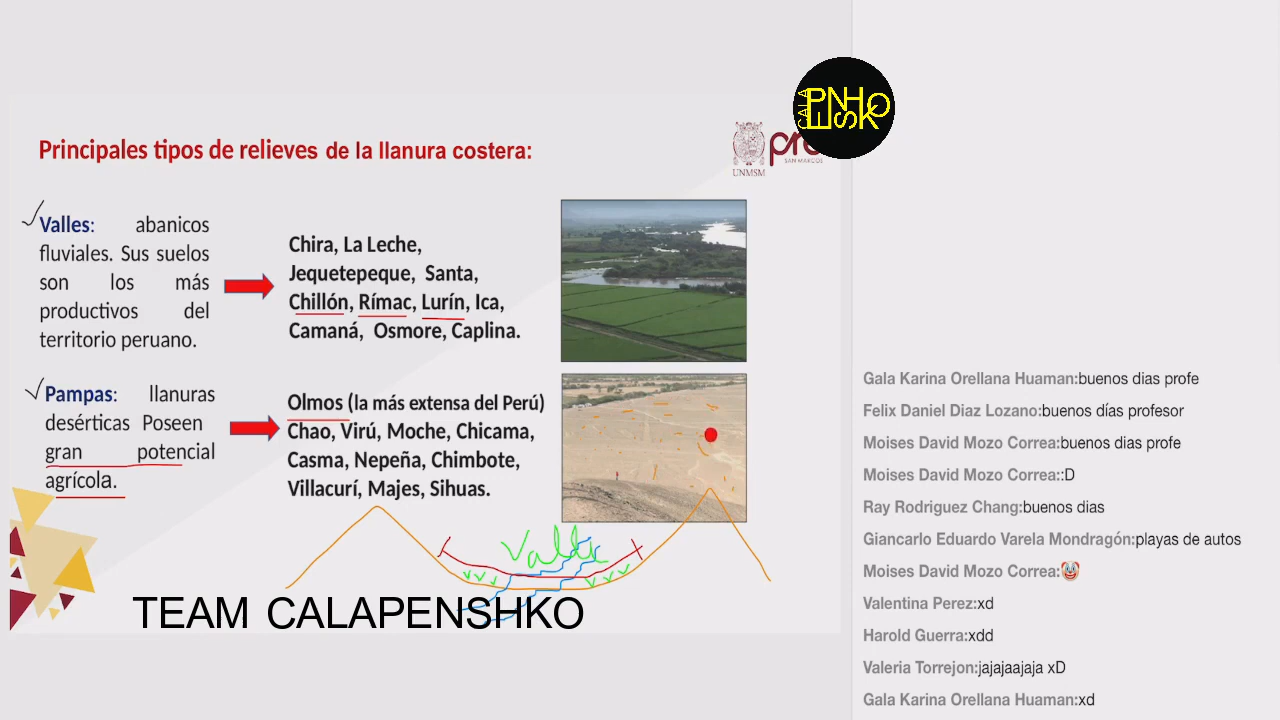 Principales tipos de relieves de la llanura costera:
UNMSM
SAN MARCOS
CALA
PENHO
ESK
Valles: abanicos
fluviales. Sus suelos
son los más
productivos del
territorio peruano.
Chira, La Leche,
Jequetepeque, Santa,
Chillón, Rímac, Lurín, Ica,
Camaná, Osmore, Caplina.
Pampas: llanuras
desérticas Poseen
gran potencial
agrícola.
Olmos (la más extensa del Perú)
Chao, Virú, Moche, Chicama,
Casma, Nepeña, Chimbote,
Villacurí, Majes, Sihuas.
Valle
TEAM CALAPENSHKO
Gala Karina Orellana Huaman:buenos dias profe
Felix Daniel Diaz Lozano:buenos días profesor
Moises David Mozo Correa:buenos dias profe
Moises David Mozo Correa::D
Ray Rodriguez Chang:buenos dias
Giancarlo Eduardo Varela Mondragón:playas de autos
Moises David Mozo Correa:🤡
Valentina Perez:xd
Harold Guerra:xdd
Valeria Torrejon:jajajaajaja xD
Gala Karina Orellana Huaman:xd